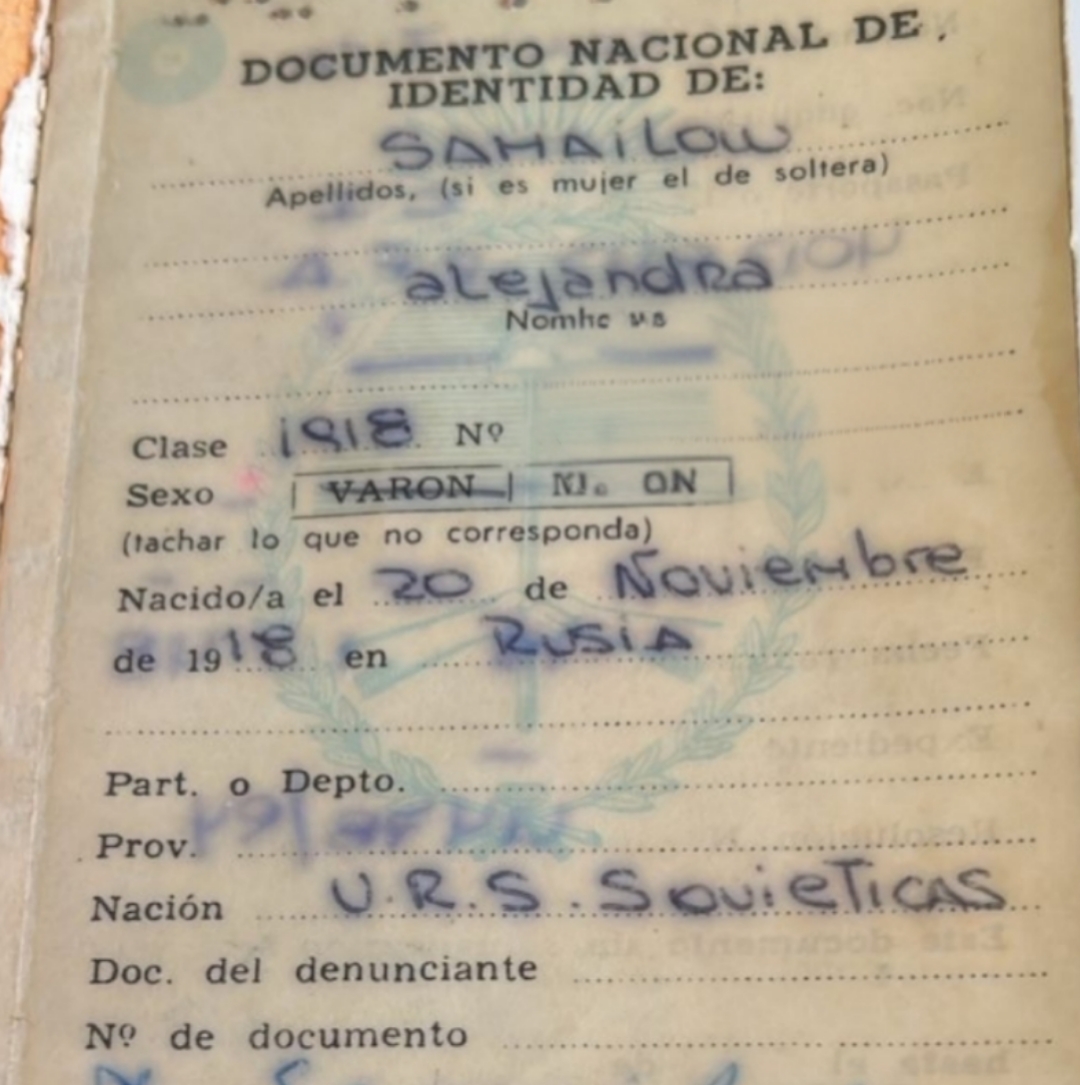 DOCUMENTO NACIONAL DE
IDENTIDAD DE:
SAMAiLOW
Apellidos, (si es mujer el de soltera)
aLejandRa
Clase 1918 Nº
Sexo VARON
(tachar lo que no corresponda)
Nacido/a el 20 de Noviembre
de 1918 en RUSiA
Part. o Depto.
Prov.
Nación U.R.S. SovieTICAS
Doc. del denunciante
Nº de documento